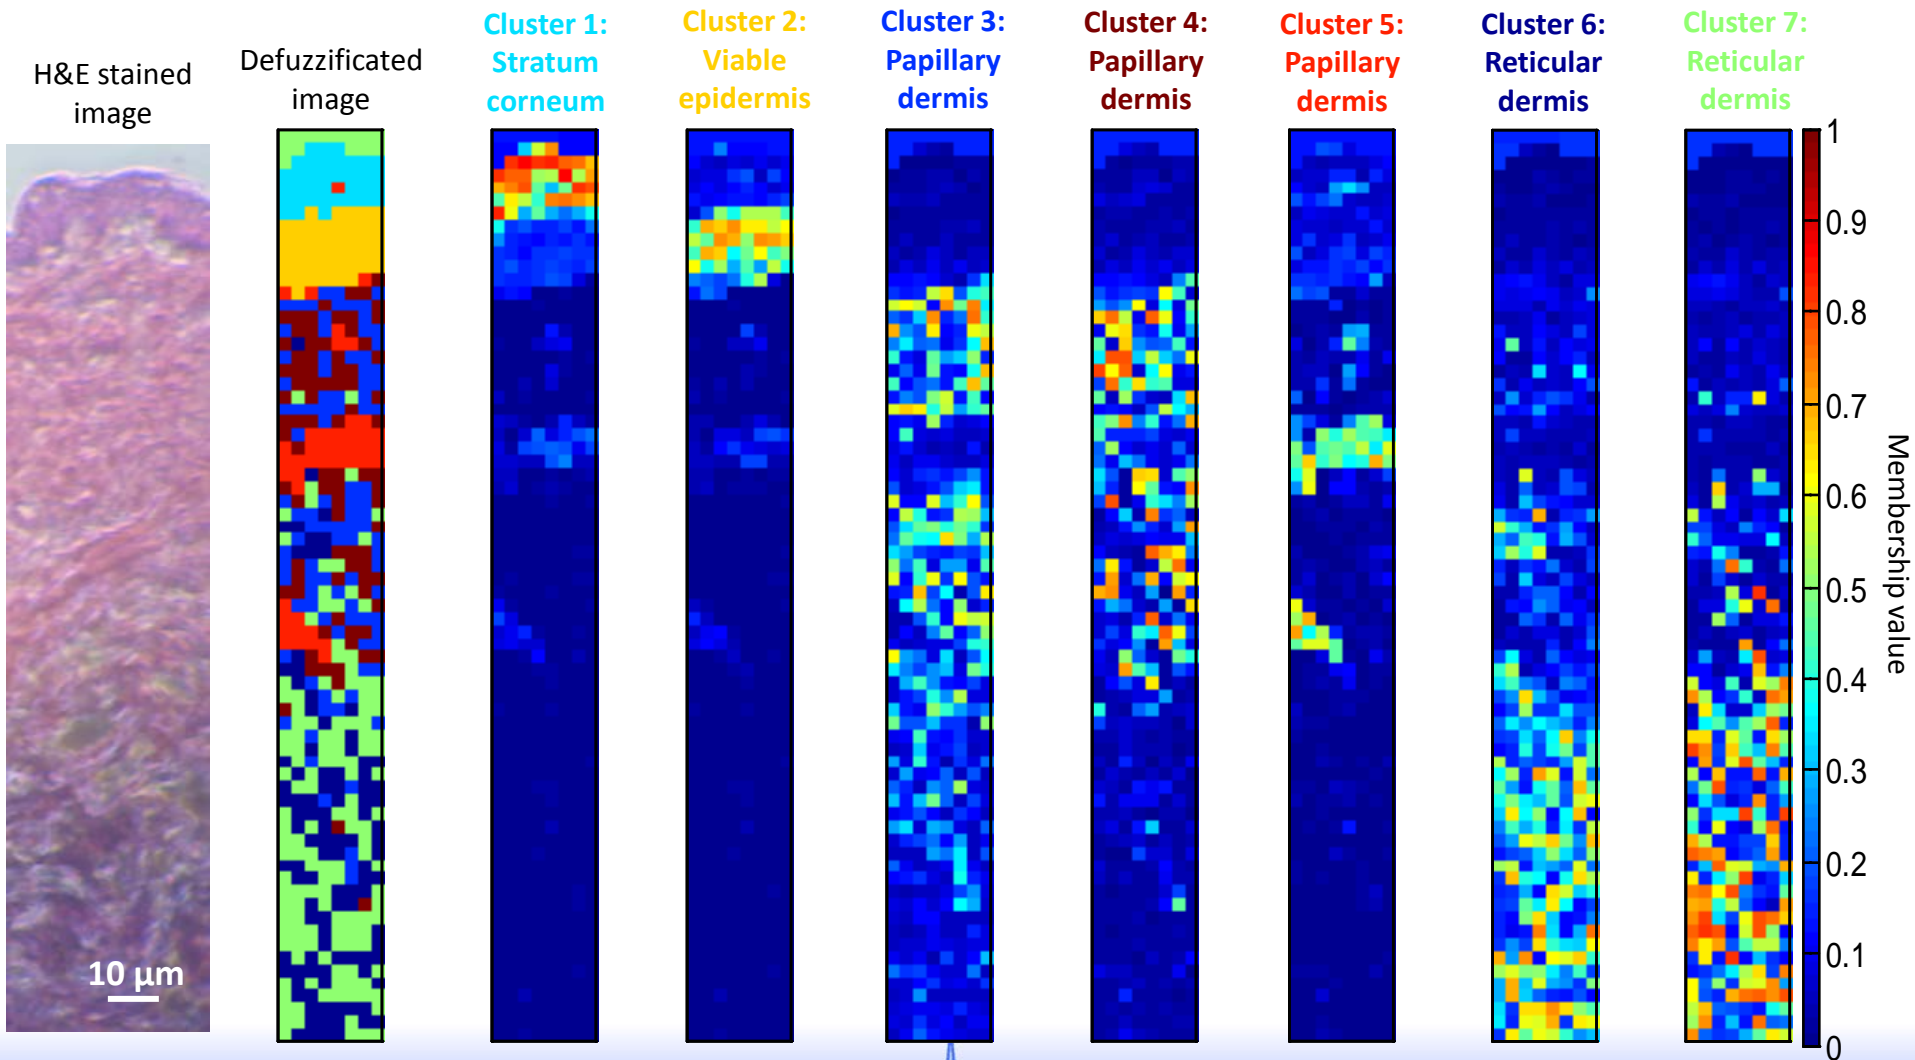 H&E stained
image
Defuzzificated
image
Cluster 1:
Stratum
corneum
Cluster 2:
Viable
epidermis
Cluster 3:
Papillary
dermis
Cluster 4:
Papillary
dermis
Cluster 5:
Papillary
dermis
Cluster 6:
Reticular
dermis
Cluster 7:
Reticular
dermis
1
0.9
0.8
0.7
0.6
0.5
0.4
0.3
0.2
0.1
0
Membership value
10 μm